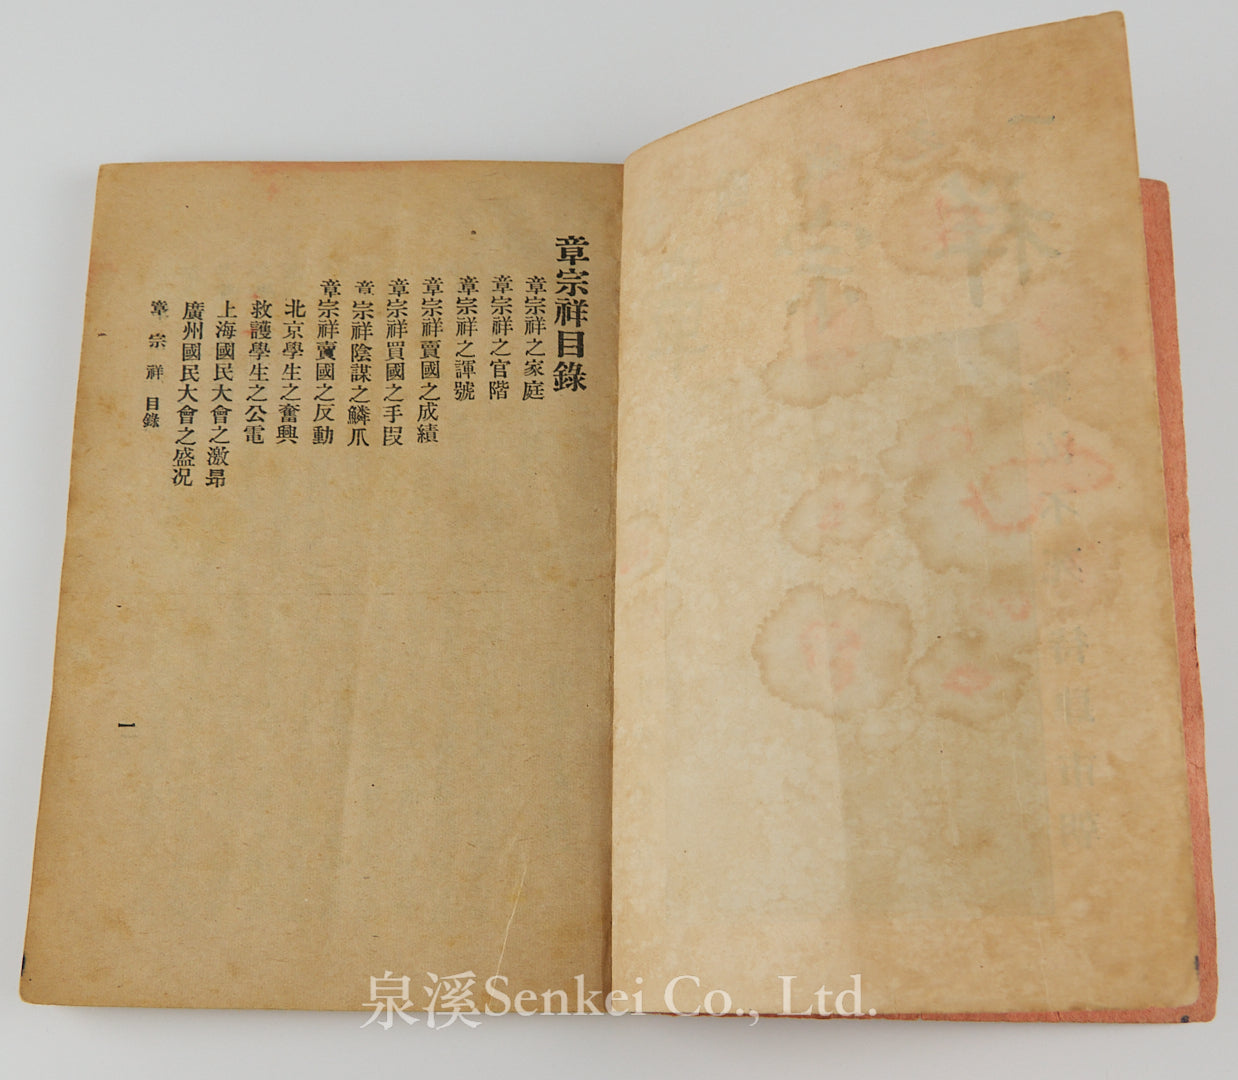 章宗祥目錄
章宗祥之家庭
章宗祥之官階
章宗祥之諢號
章宗祥賣國之成績
章宗祥買國之手段
章宗祥陰謀之鱗爪
章宗祥賣國之反動
北京學生之奮興
救護學生之公電
上海國民大會之激昂
廣州國民大會之盛况
章宗祥 目錄
一
泉溪Senkei Co., Ltd.